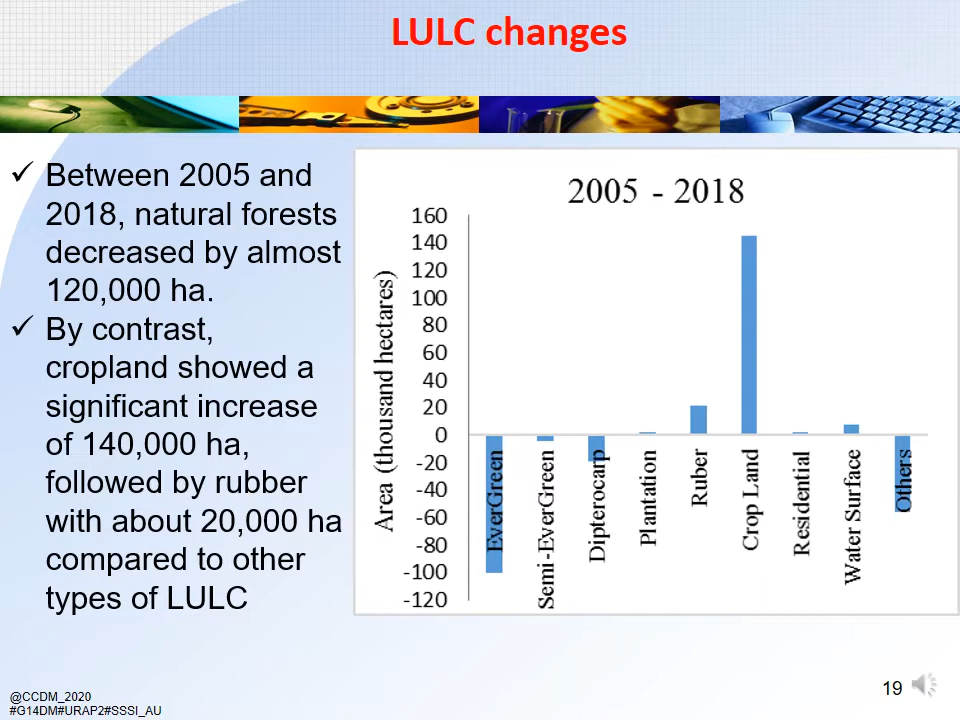 LULC changes
✓ Between 2005 and
2018, natural forests
decreased by almost
120,000 ha.
✓ By contrast,
cropland showed a
significant increase
of 140,000 ha,
followed by rubber
with about 20,000 ha
compared to other
types of LULC
2005 - 2018
Area (thousand hectares)
160
140
120
100
80
60
40
20
0
-20
-40
-60
-80
-100
-120
EverGreen
Semi-EverGreen
Dipterocarp
Plantation
Ruber
Crop Land
Residential
Water Surface
Others
19
@CCDM_2020
#G14DM#URAP2#SSSI_AU